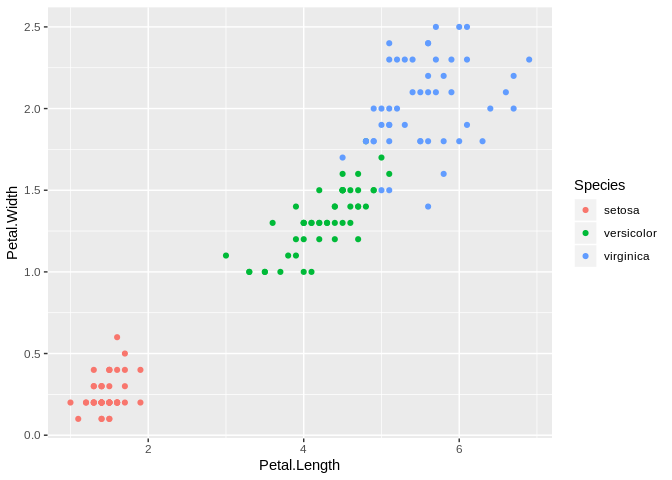 2.5
2.0
1.5
1.0
0.5
0.0
Petal.Width
2 4 6
Petal.Length
Species
setosa
versicolor
virginica